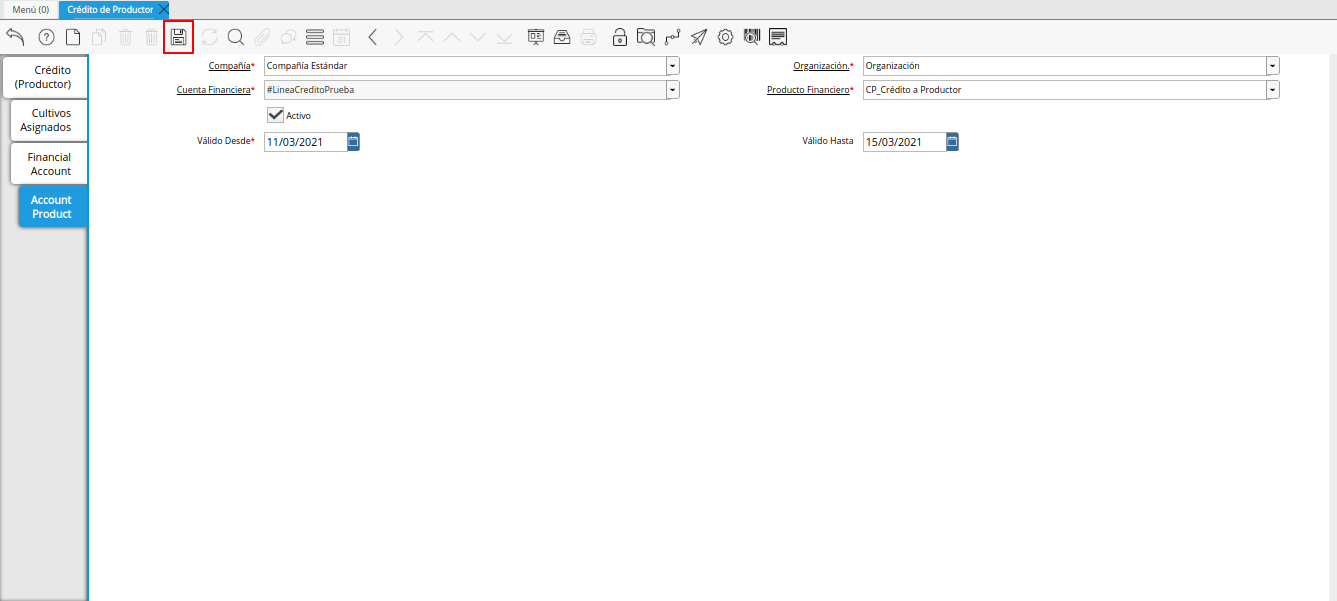 Menú (0)
Crédito de Productor
31
Crédito
(Productor)
Cultivos
Asignados
Financial
Account
Account
Product
Compañía* Compañía Estándar
Organización.* Organización
Cuenta Financiera* #LineaCreditoPrueba
Producto Financiero* CP_Crédito a Productor
Activo
Válido Desde* 11/03/2021
Válido Hasta 15/03/2021